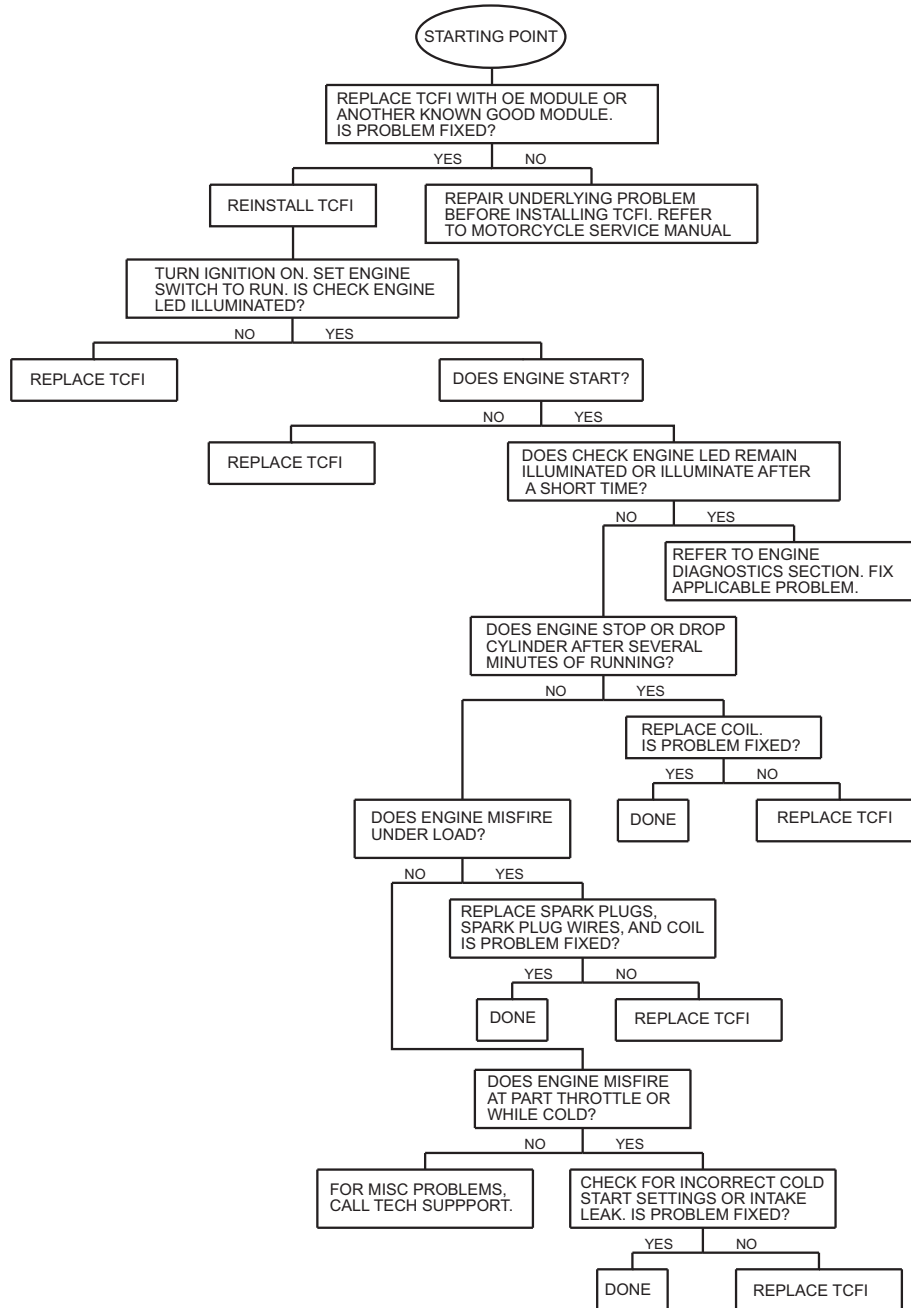 STARTING POINT
REPLACE TCFI WITH OE MODULE OR
ANOTHER KNOWN GOOD MODULE.
IS PROBLEM FIXED?
YES
NO
REINSTALL TCFI
REPAIR UNDERLYING PROBLEM
BEFORE INSTALLING TCFI. REFER
TO MOTORCYCLE SERVICE MANUAL
TURN IGNITION ON. SET ENGINE
SWITCH TO RUN. IS CHECK ENGINE
LED ILLUMINATED?
NO
YES
REPLACE TCFI
DOES ENGINE START?
NO
YES
REPLACE TCFI
DOES CHECK ENGINE LED REMAIN
ILLUMINATED OR ILLUMINATE AFTER
A SHORT TIME?
NO
YES
REFER TO ENGINE
DIAGNOSTICS SECTION. FIX
APPLICABLE PROBLEM.
DOES ENGINE STOP OR DROP
CYLINDER AFTER SEVERAL
MINUTES OF RUNNING?
NO
YES
REPLACE COIL.
IS PROBLEM FIXED?
YES
NO
DONE
REPLACE TCFI
DOES ENGINE MISFIRE
UNDER LOAD?
NO
YES
REPLACE SPARK PLUGS,
SPARK PLUG WIRES, AND COIL
IS PROBLEM FIXED?
YES
NO
DONE
REPLACE TCFI
DOES ENGINE MISFIRE
AT PART THROTTLE OR
WHILE COLD?
NO
YES
FOR MISC PROBLEMS,
CALL TECH SUPPPORT.
CHECK FOR INCORRECT COLD
START SETTINGS OR INTAKE
LEAK. IS PROBLEM FIXED?
YES
NO
DONE
REPLACE TCFI